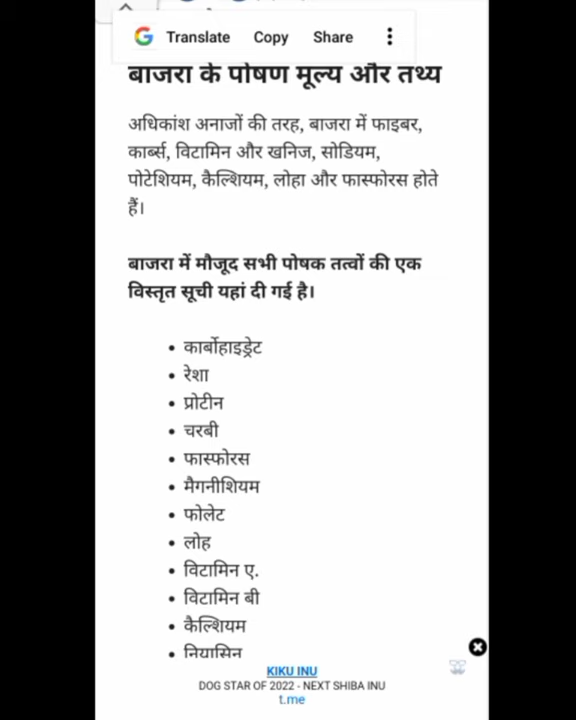 Translate Copy Share
बाजरा के पोषण मूल्य और तथ्य
अधिकांश अनाजों की तरह, बाजरा में फाइबर,
कार्ब्स, विटामिन और खनिज, सोडियम,
पोटेशियम, कैल्शियम, लोहा और फास्फोरस होते
हैं।
बाजरा में मौजूद सभी पोषक तत्वों की एक
विस्तृत सूची यहां दी गई है।
• कार्बोहाइड्रेट
• रेशा
• प्रोटीन
• चरबी
• फास्फोरस
• मैगनीशियम
• फोलेट
• लोह
• विटामिन ए.
• विटामिन बी
• कैल्शियम
• नियासिन
KIKU INU
DOG STAR OF 2022 - NEXT SHIBA INU
t.me